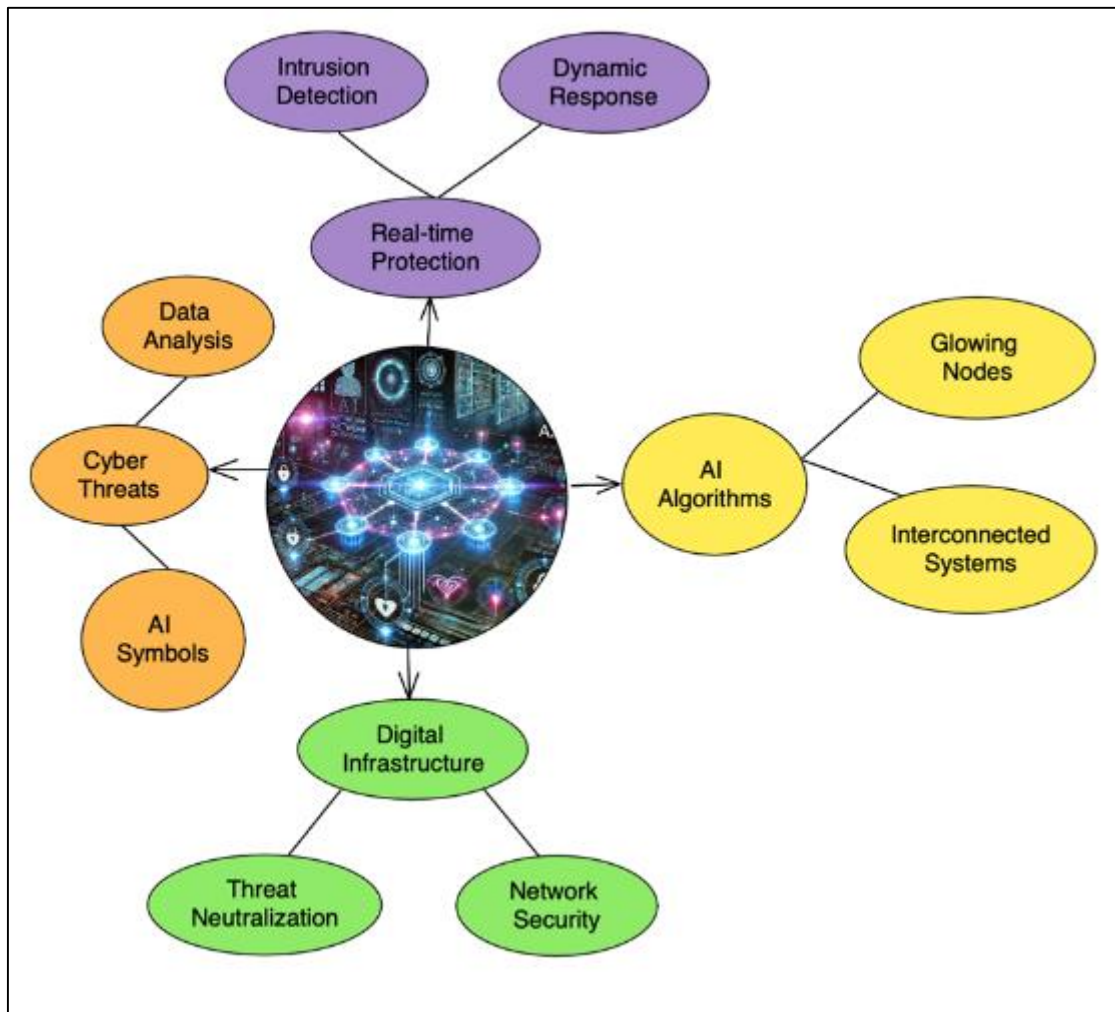 Intrusion
Detection
Dynamic
Response
Real-time
Protection
Data
Analysis
Cyber
Threats
AI
Symbols
Glowing
Nodes
AI
Algorithms
Interconnected
Systems
Digital
Infrastructure
Threat
Neutralization
Network
Security